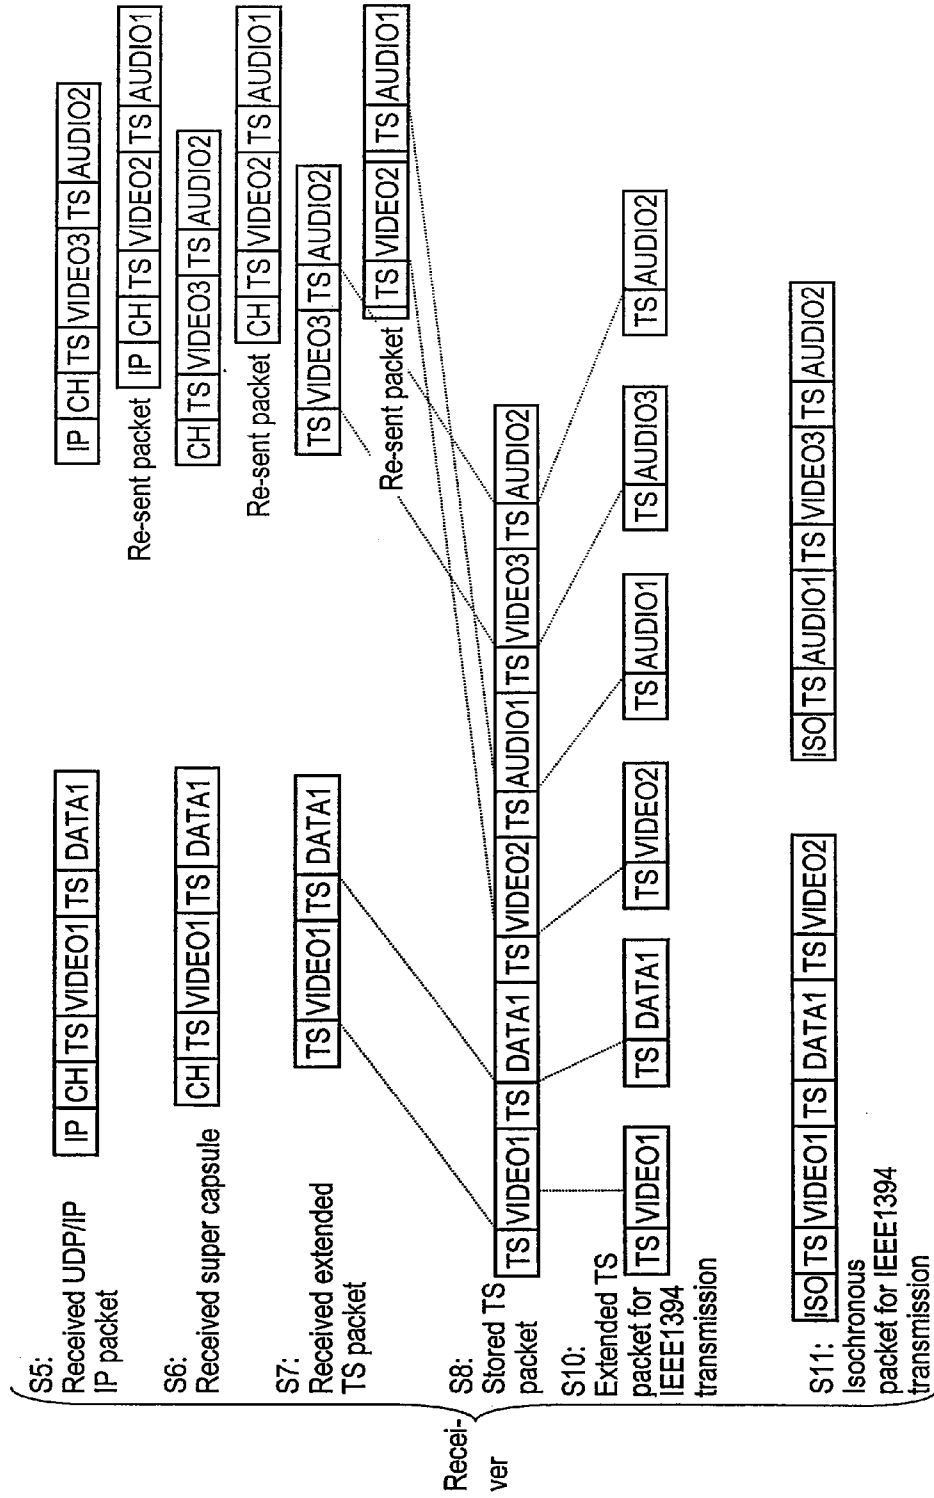 Recei-
ver
S5:
Received UDP/IP
IP packet
IP CH TS VIDEO1 TS DATA1
IP CH TS VIDEO3 TS AUDIO2
Re-sent packet IP CH TS VIDEO2 TS AUDIO1
S6:
Received super capsule
CH TS VIDEO1 TS DATA1
CH TS VIDEO3 TS AUDIO2
Re-sent packet CH TS VIDEO2 TS AUDIO1
S7:
Received extended
TS packet
TS VIDEO1 TS DATA1
TS VIDEO3 TS AUDIO2
Re-sent packet TS VIDEO2 TS AUDIO1
S8:
Stored TS
packet
TS VIDEO1 TS DATA1 TS VIDEO2 TS AUDIO1 TS VIDEO3 TS AUDIO2
S10:
Extended TS
packet for
IEEE1394
transmission
TS VIDEO1 TS DATA1 TS VIDEO2 TS AUDIO1 TS AUDIO3 TS AUDIO2
S11:
Isochronous
packet for IEEE1394
transmission
ISO TS VIDEO1 TS DATA1 TS VIDEO2
ISO TS AUDIO1 TS VIDEO3 TS AUDIO2